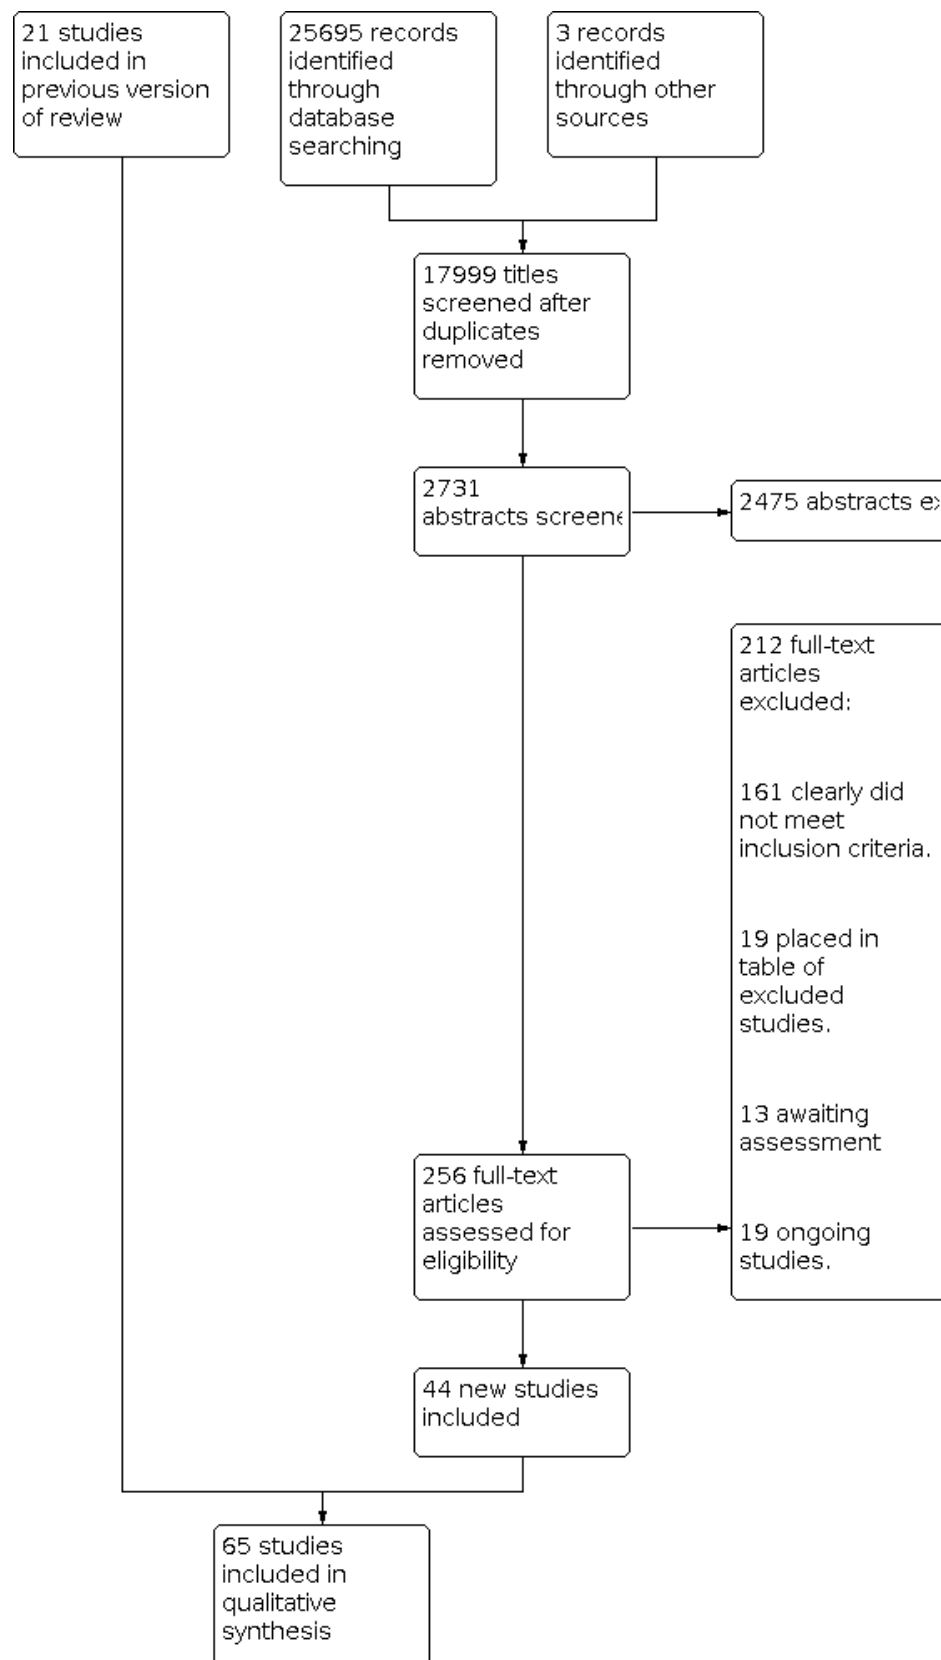 21 studies
included in
previous version
of review
25695 records
identified
through
database
searching
3 records
identified
through other
sources
17999 titles
screened after
duplicates
removed
2731
abstracts screene
2475 abstracts ex
212 full-text
articles
excluded:
161 clearly did
not meet
inclusion criteria.
19 placed in
table of
excluded
studies.
13 awaiting
assessment
19 ongoing
studies.
256 full-text
articles
assessed for
eligibility
44 new studies
included
65 studies
included in
qualitative
synthesis